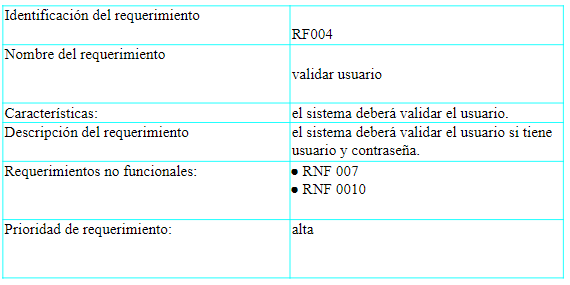 Identificación del requerimiento
RF004
Nombre del requerimiento
validar usuario
Características:
el sistema deberá validar el usuario.
Descripción del requerimiento
el sistema deberá validar el usuario si tiene
usuario y contraseña.
Requerimientos no funcionales:
● RNF 007
● RNF 0010
Prioridad de requerimiento:
alta